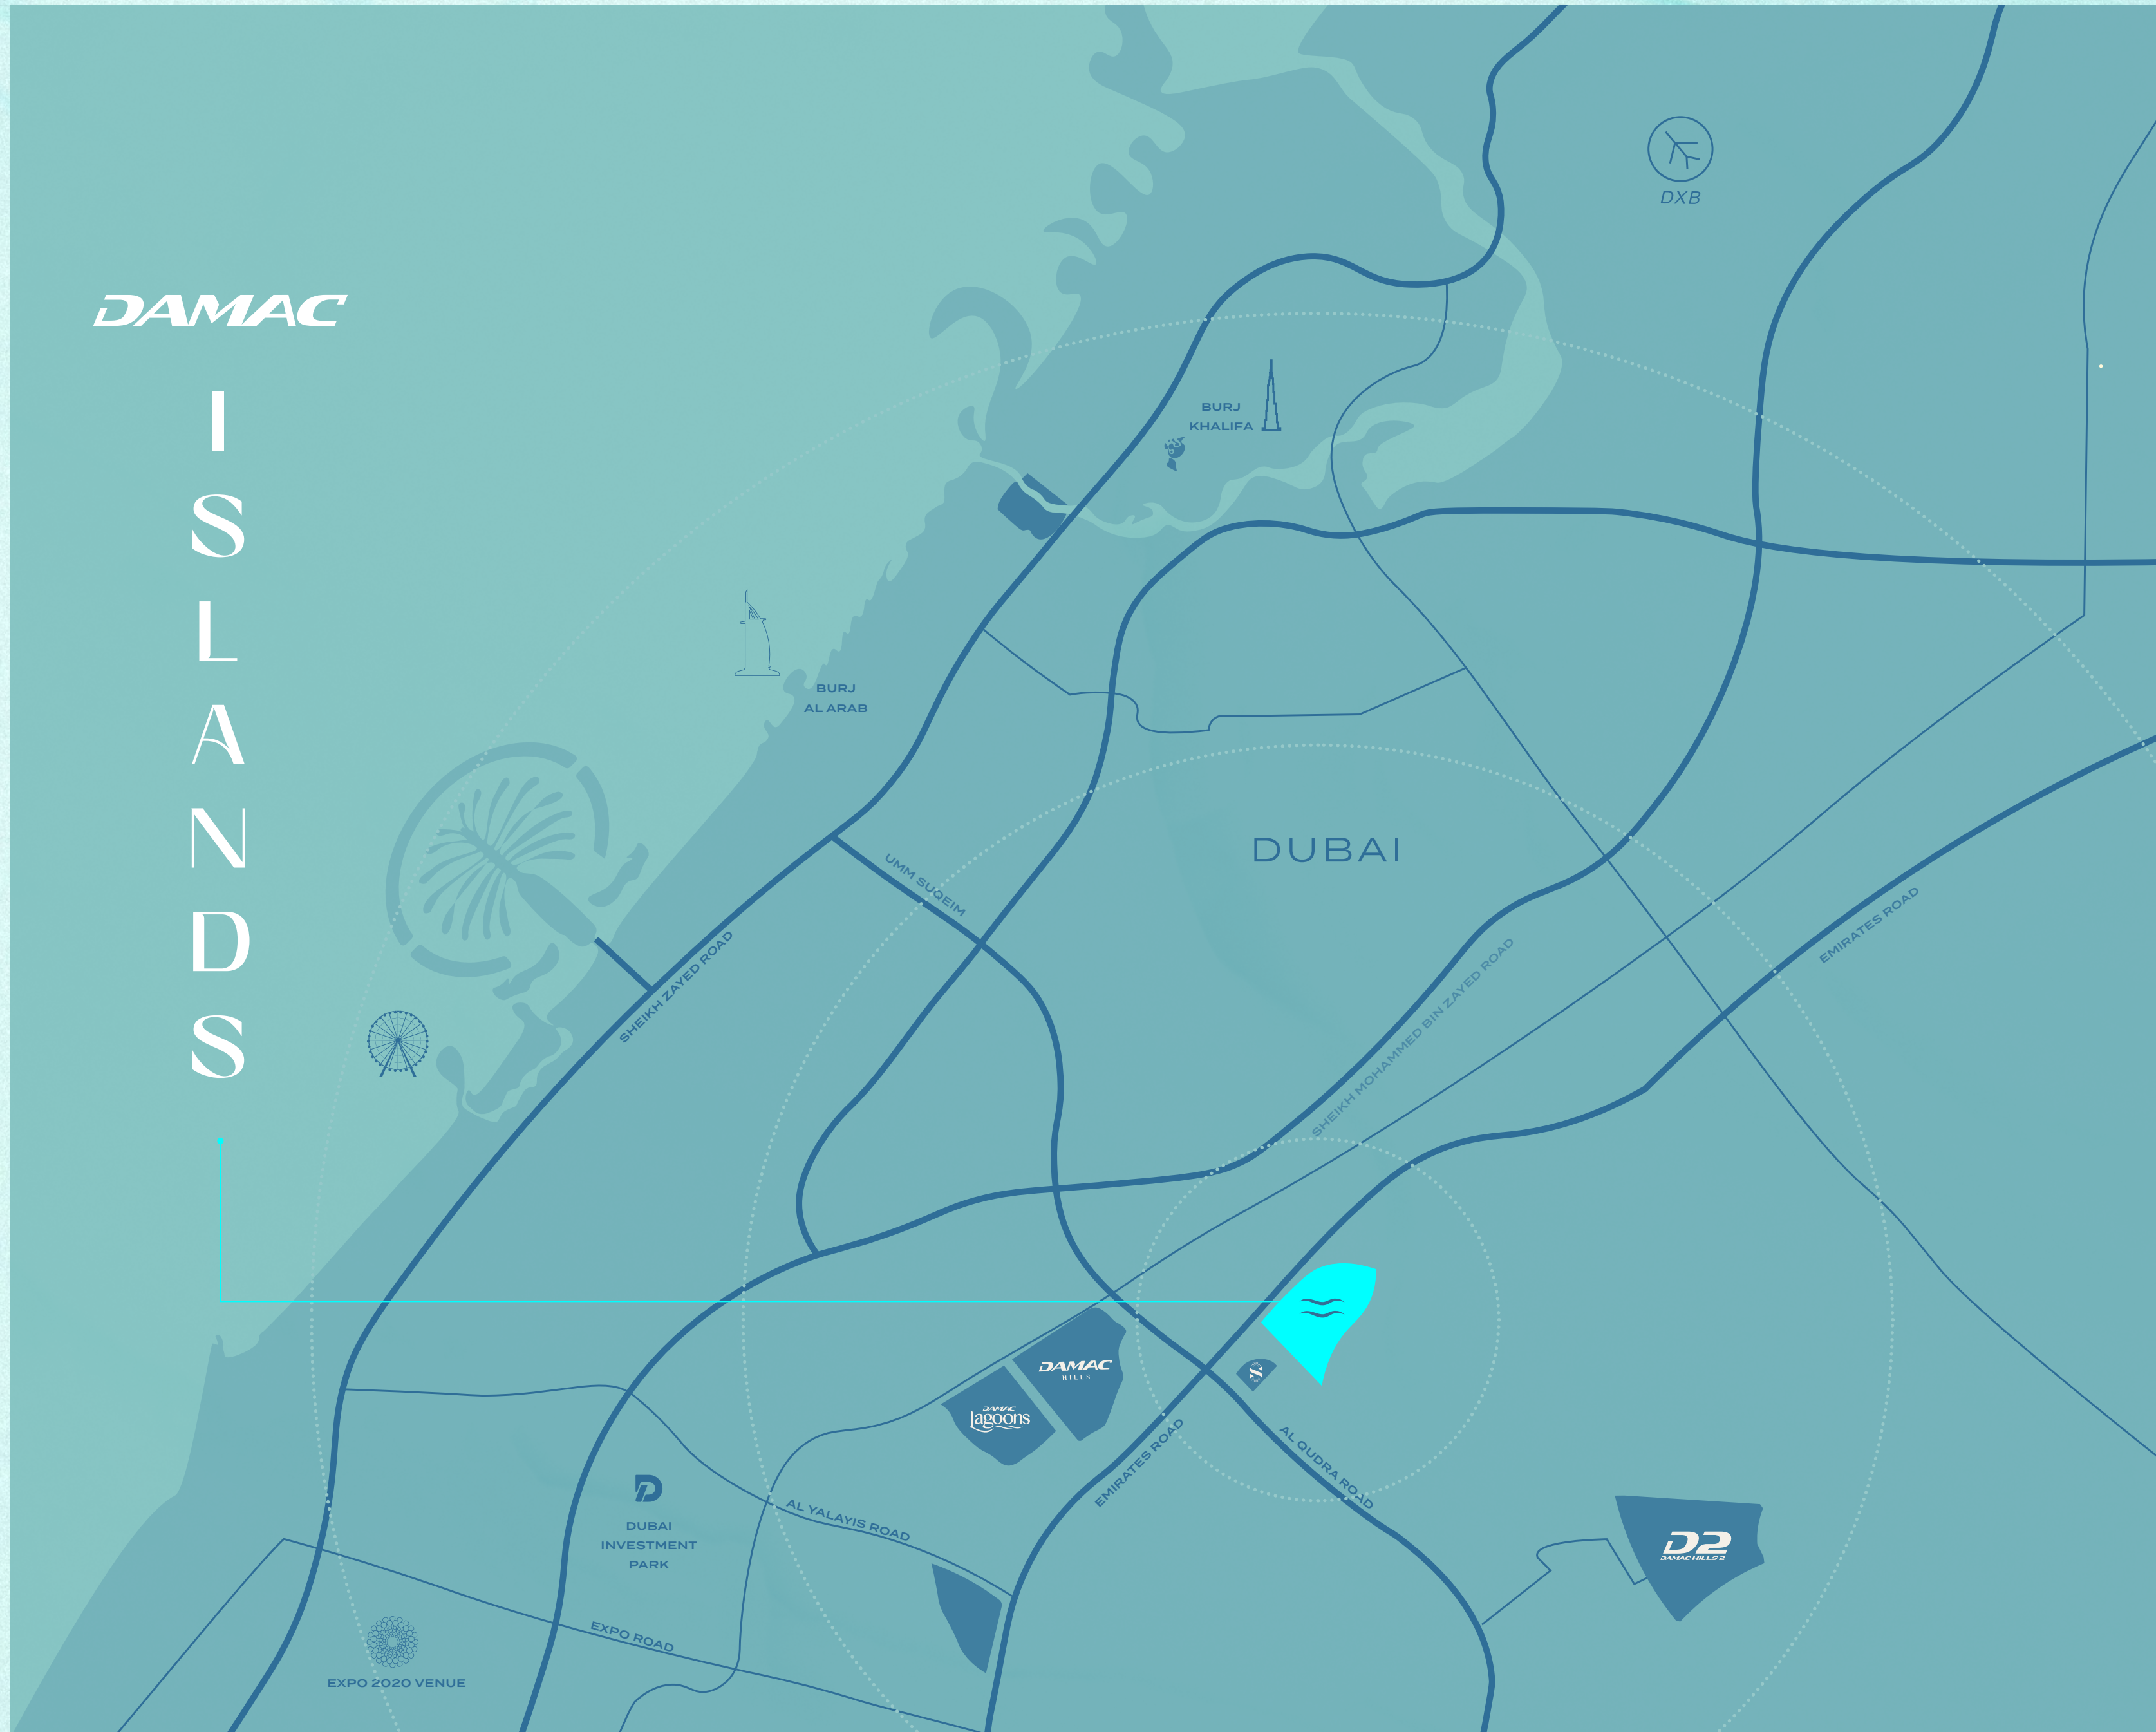 DAMAC
ISLANDS
DXB
BURJ
KHALIFA
BURJ
AL ARAB
DUBAI
UMM SUQEIM
SHEIKH ZAYED ROAD
SHEIKH MOHAMMED BIN ZAYED ROAD
EMIRATES ROAD
DAMAC
HILLS
DAMAC
lagoons
S
EMIRATES ROAD
AL QUDRA ROAD
AL YALAYIS ROAD
D
DUBAI
INVESTMENT
PARK
D2
DAMAC HILLS 2
EXPO ROAD
EXPO 2020 VENUE